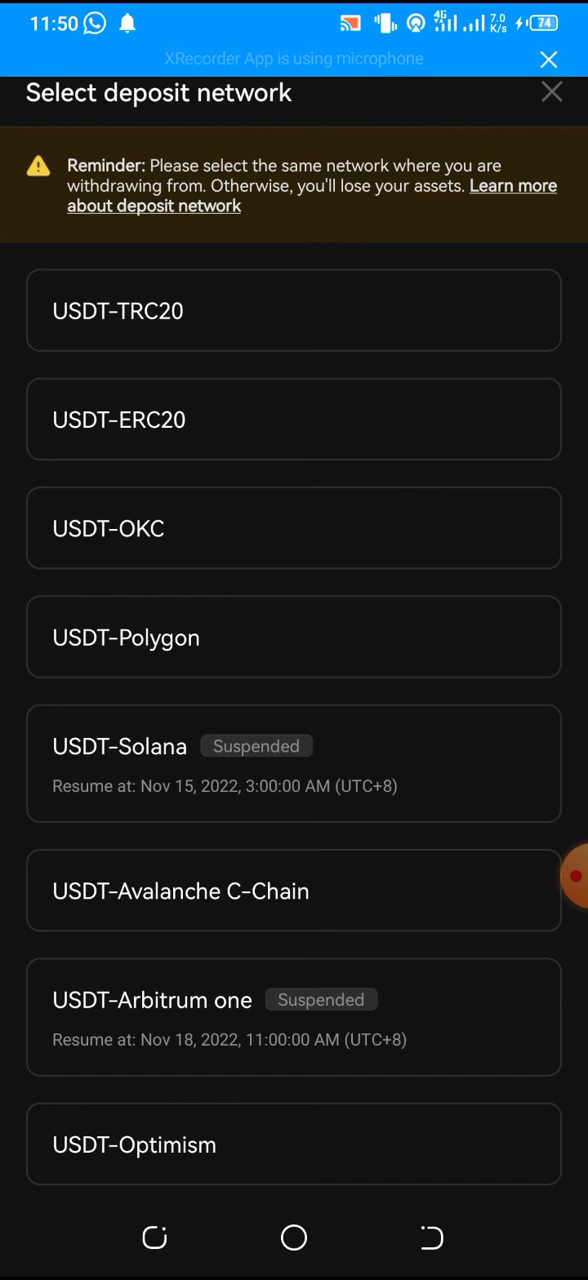 11:50
4G
7.0
K/s
74
XRecorder App is using microphone
Select deposit network
Reminder: Please select the same network where you are
withdrawing from. Otherwise, you'll lose your assets. Learn more
about deposit network
USDT-TRC20
USDT-ERC20
USDT-OKC
USDT-Polygon
USDT-Solana Suspended
Resume at: Nov 15, 2022, 3:00:00 AM (UTC+8)
USDT-Avalanche C-Chain
USDT-Arbitrum one Suspended
Resume at: Nov 18, 2022, 11:00:00 AM (UTC+8)
USDT-Optimism